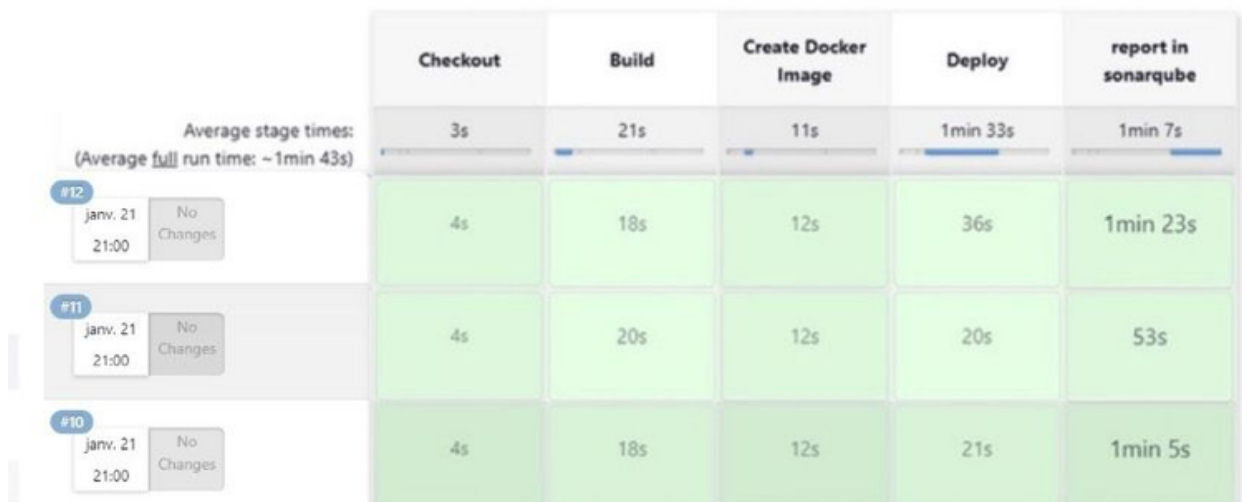 Checkout Build Create Docker Image Deploy report in sonarqube
Average stage times: 3s 21s 11s 1min 33s 1min 7s
(Average full run time: ~1min 43s)
#12
janv. 21 No Changes
21:00
4s 18s 12s 36s 1min 23s
#11
janv. 21 No Changes
21:00
4s 20s 12s 20s 53s
#10
janv. 21 No Changes
21:00
4s 18s 12s 21s 1min 5s